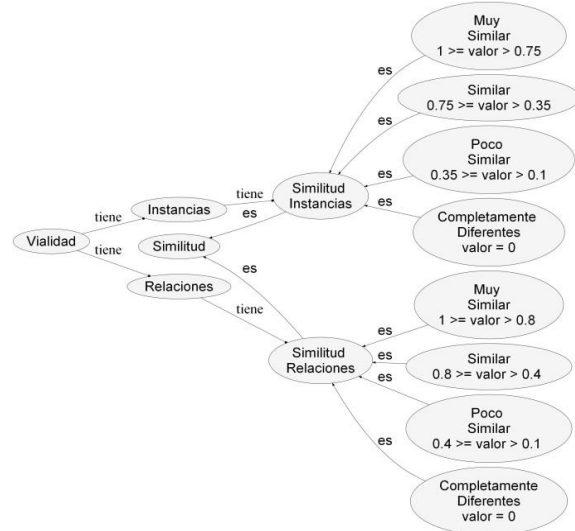 Muy
Similar
1 >= valor > 0.75
es
Similar
0.75 >= valor > 0.35
es
Poco
Similar
0.35 >= valor > 0.1
es
Completamente
Diferentes
valor = 0
es
Similitud
Instancias
tiene
Instancias
tiene
es
Similitud
Vialidad
tiene
Relaciones
es
tiene
Similitud
Relaciones
Muy
Similar
1 >= valor > 0.8
es
Similar
0.8 >= valor > 0.4
es
Poco
Similar
0.4 >= valor > 0.1
es
Completamente
Diferentes
valor = 0
es